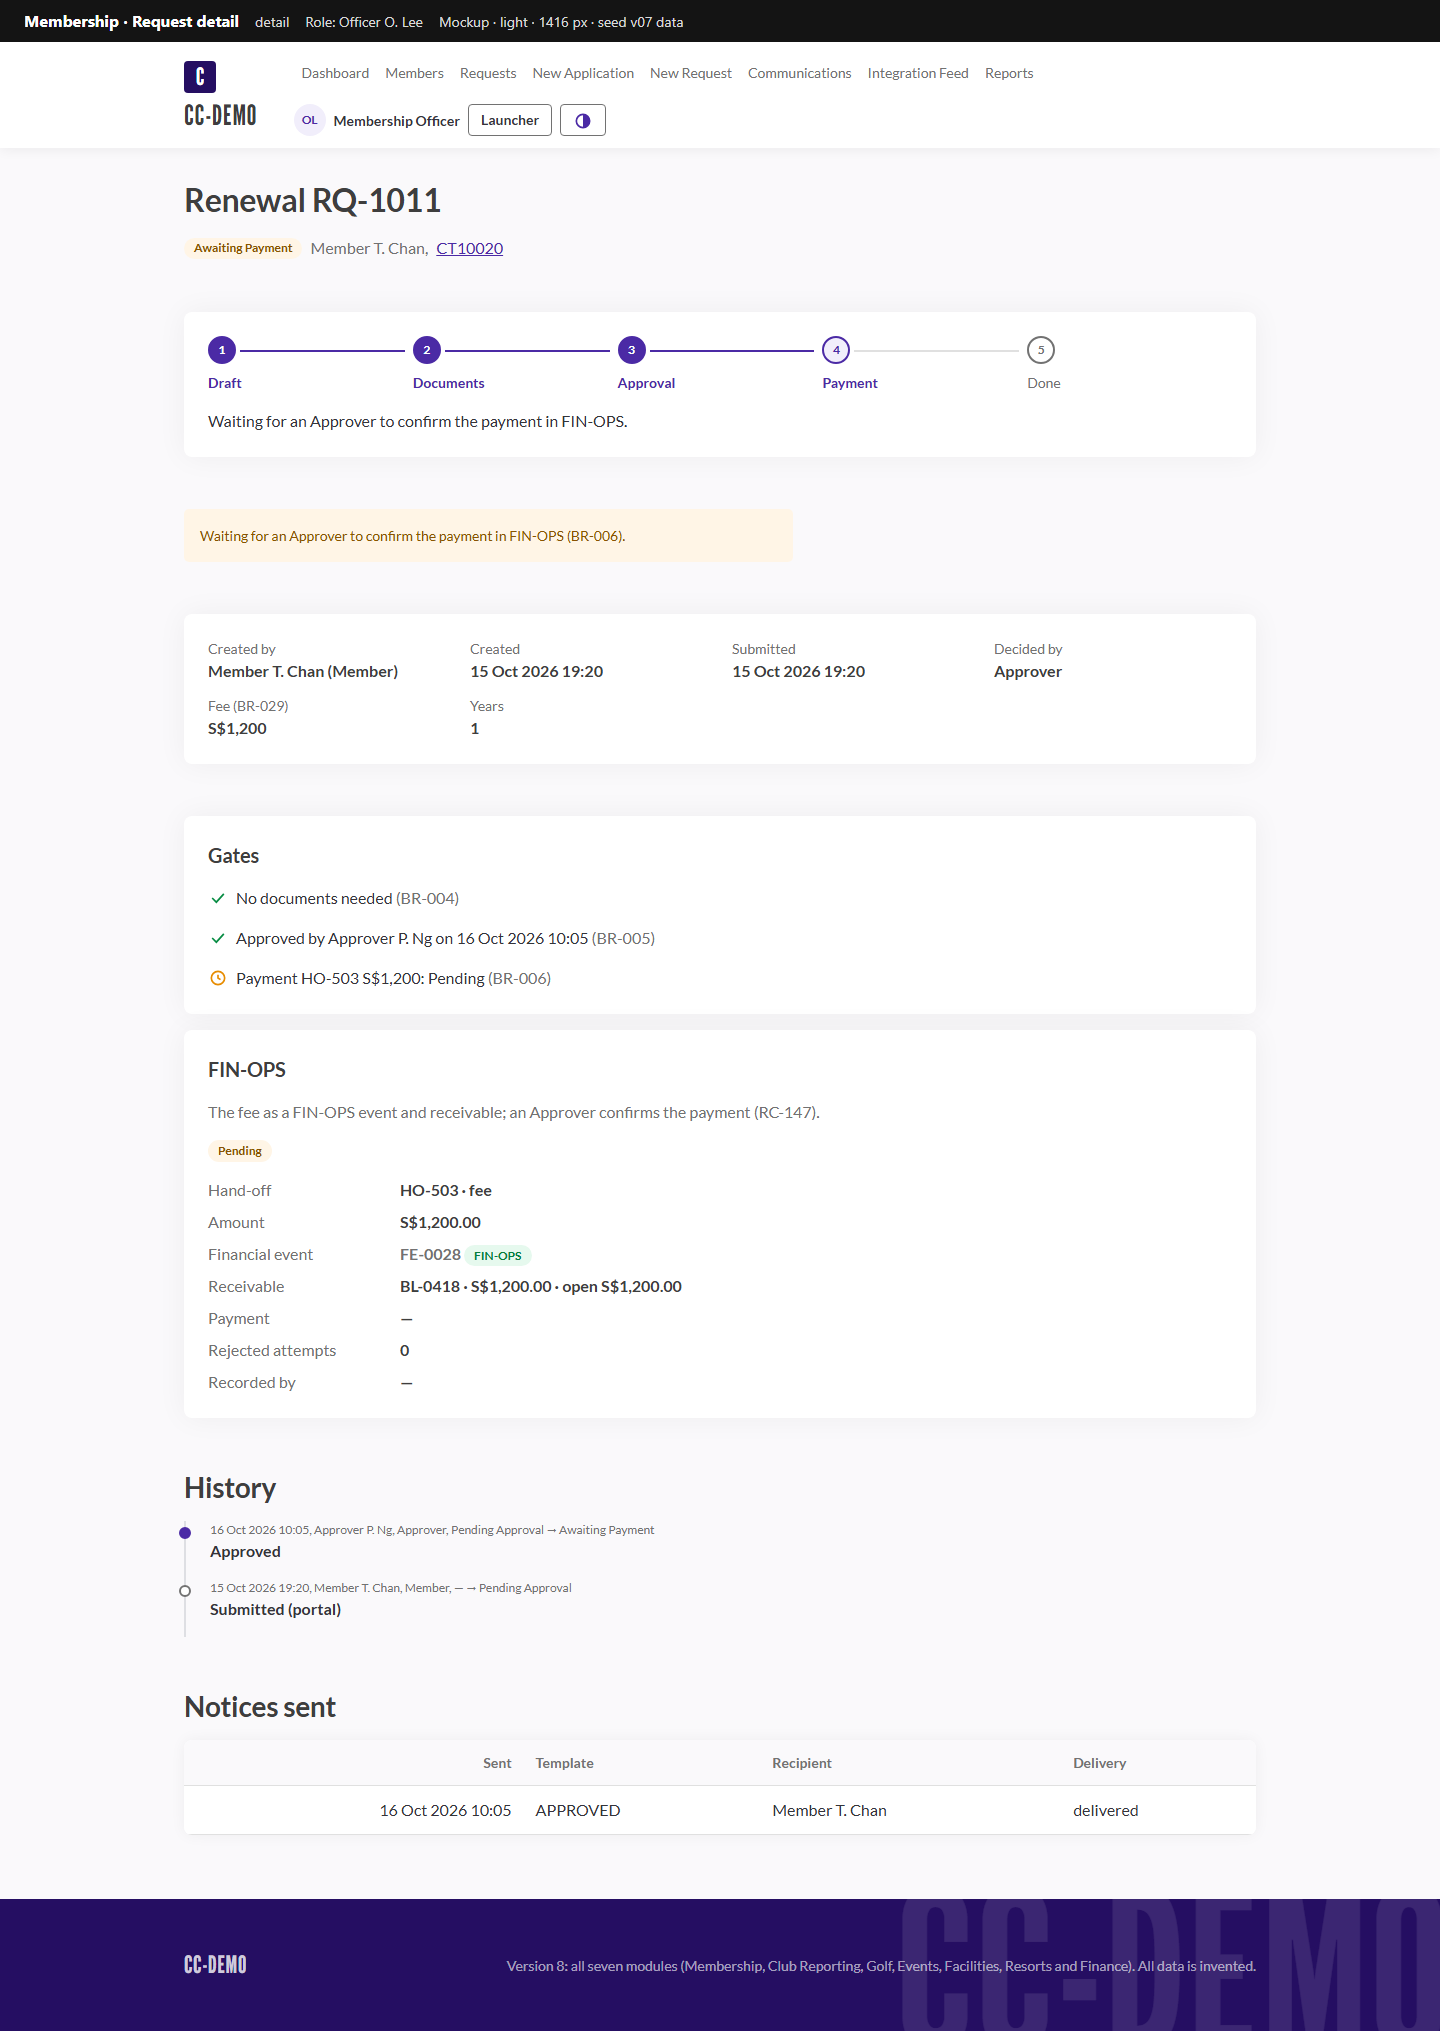 Membership · Request detail detail Role: Officer O. Lee Mockup · light · 1416 px · seed v07 data
C
CC-DEMO
Dashboard Members Requests New Application New Request Communications Integration Feed Reports
OL Membership Officer Launcher
Renewal RQ-1011
Awaiting Payment Member T. Chan, CT10020
1 2 3 4 5
Draft Documents Approval Payment Done
Waiting for an Approver to confirm the payment in FIN-OPS.
Waiting for an Approver to confirm the payment in FIN-OPS (BR-006).
Created by Created Submitted Decided by
Member T. Chan (Member) 15 Oct 2026 19:20 15 Oct 2026 19:20 Approver
Fee (BR-029) Years
S$1,200 1
Gates
No documents needed (BR-004)
Approved by Approver P. Ng on 16 Oct 2026 10:05 (BR-005)
Payment HO-503 S$1,200: Pending (BR-006)
FIN-OPS
The fee as a FIN-OPS event and receivable; an Approver confirms the payment (RC-147).
Pending
Hand-off HO-503 · fee
Amount S$1,200.00
Financial event FE-0028 FIN-OPS
Receivable BL-0418 · S$1,200.00 · open S$1,200.00
Payment —
Rejected attempts 0
Recorded by —
History
16 Oct 2026 10:05, Approver P. Ng, Approver, Pending Approval → Awaiting Payment
Approved
15 Oct 2026 19:20, Member T. Chan, Member, — → Pending Approval
Submitted (portal)
Notices sent
Sent Template Recipient Delivery
16 Oct 2026 10:05 APPROVED Member T. Chan delivered
CC-DEMO
CC-DEMO
Version 8: all seven modules (Membership, Club Reporting, Golf, Events, Facilities, Resorts and Finance). All data is invented.